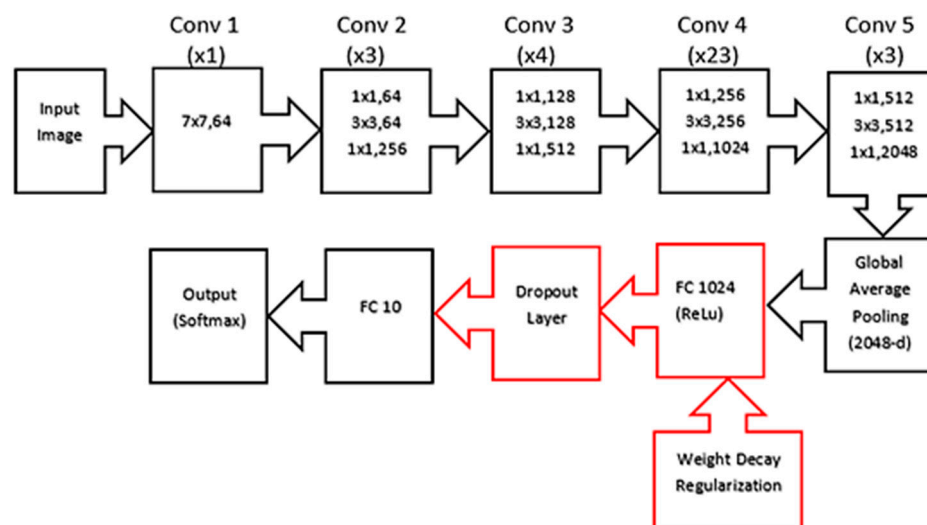 Conv 1
(x1)
Conv 2
(x3)
Conv 3
(x4)
Conv 4
(x23)
Conv 5
(x3)
Input
Image
7x7,64
1x1,64
3x3,64
1x1,256
1x1,128
3x3,128
1x1,512
1x1,256
3x3,256
1x1,1024
1x1,512
3x3,512
1x1,2048
Global
Average
Pooling
(2048-d)
FC 1024
(ReLu)
Dropout
Layer
FC 10
Output
(Softmax)
Weight Decay
Regularization